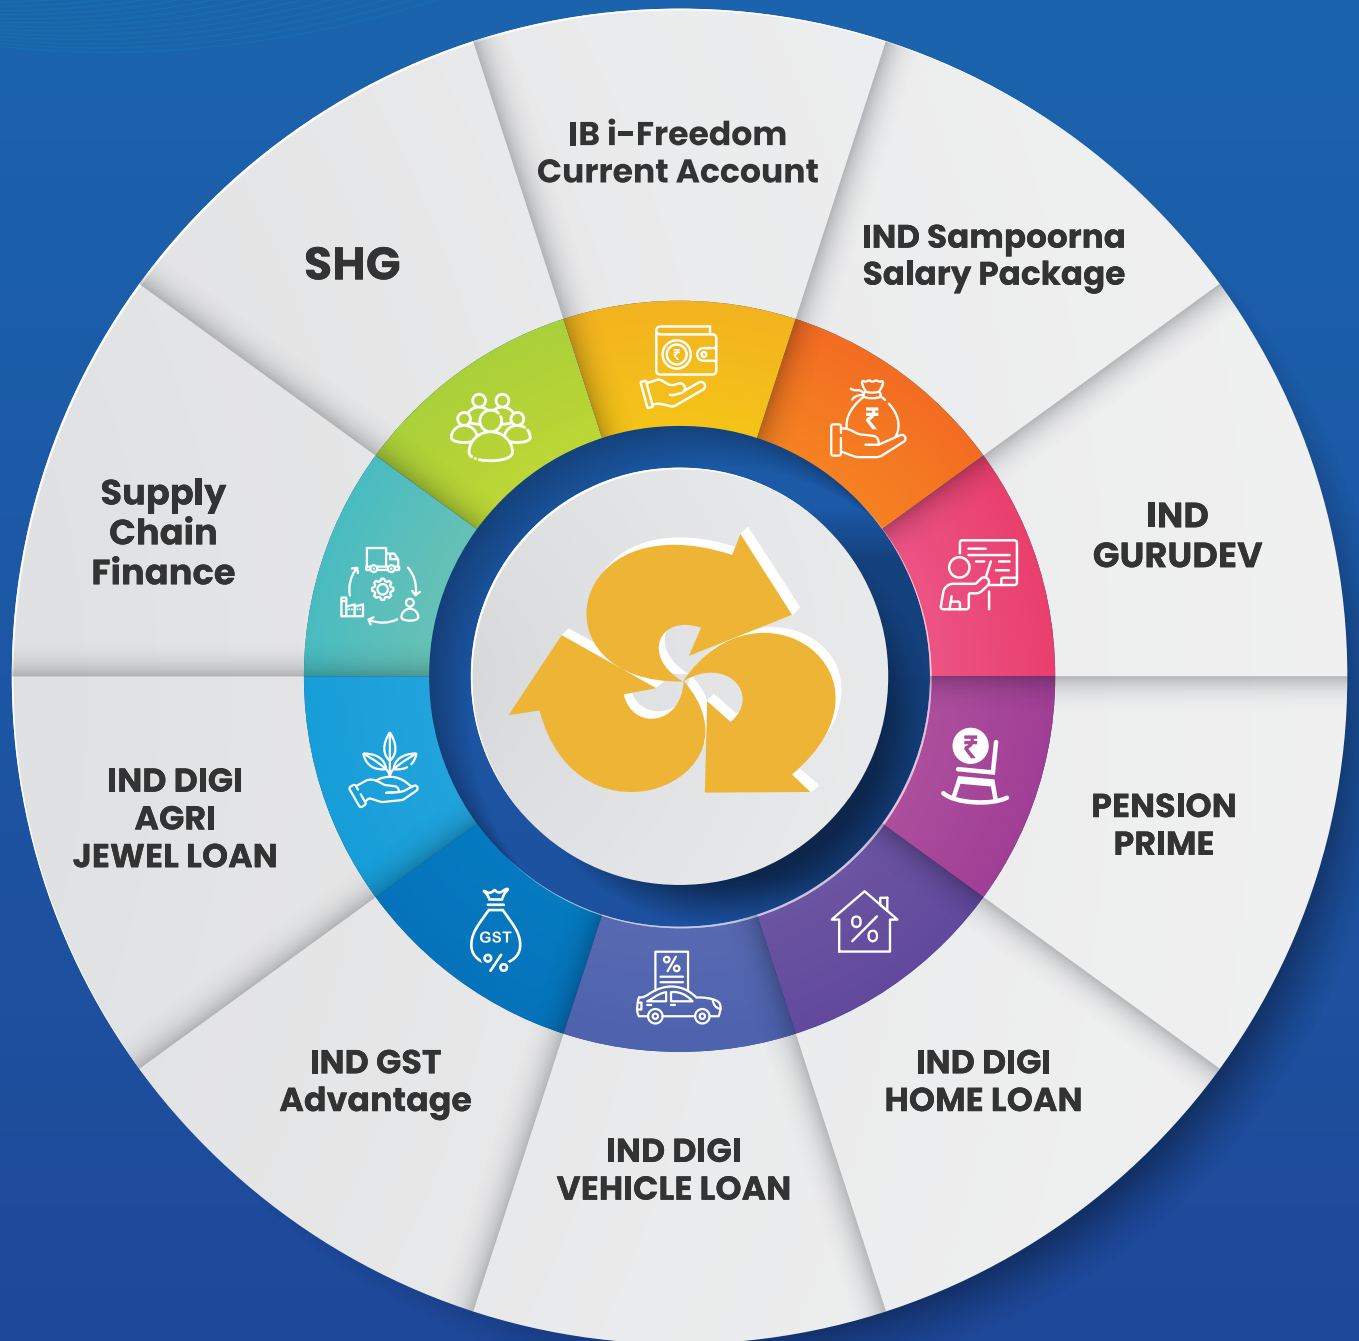 IB i-Freedom
Current Account
IND Sampoorna
Salary Package
IND
GURUDEV
PENSION
PRIME
IND DIGI
HOME LOAN
IND DIGI
VEHICLE LOAN
IND GST
Advantage
IND DIGI
AGRI
JEWEL LOAN
Supply
Chain
Finance
SHG
₹
₹
₹
%
%
GST
%